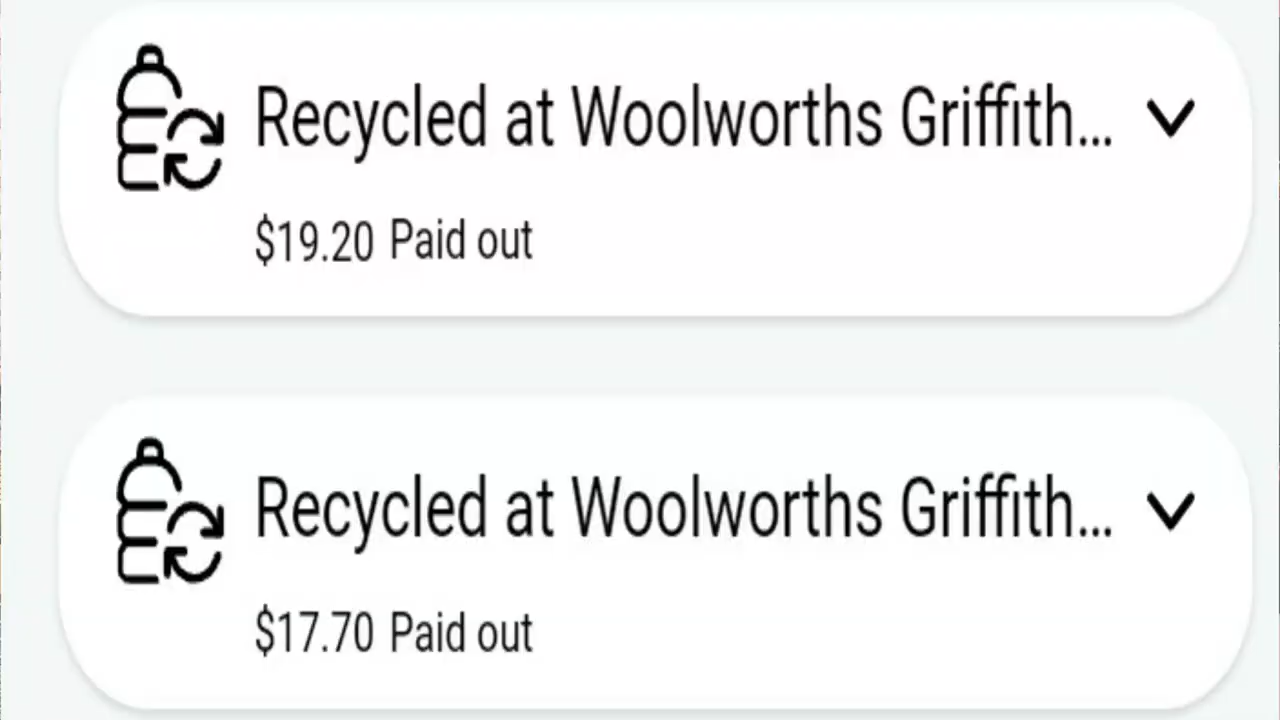 Recycled at Woolworths Griffith...
$19.20 Paid out
Recycled at Woolworths Griffith...
$17.70 Paid out